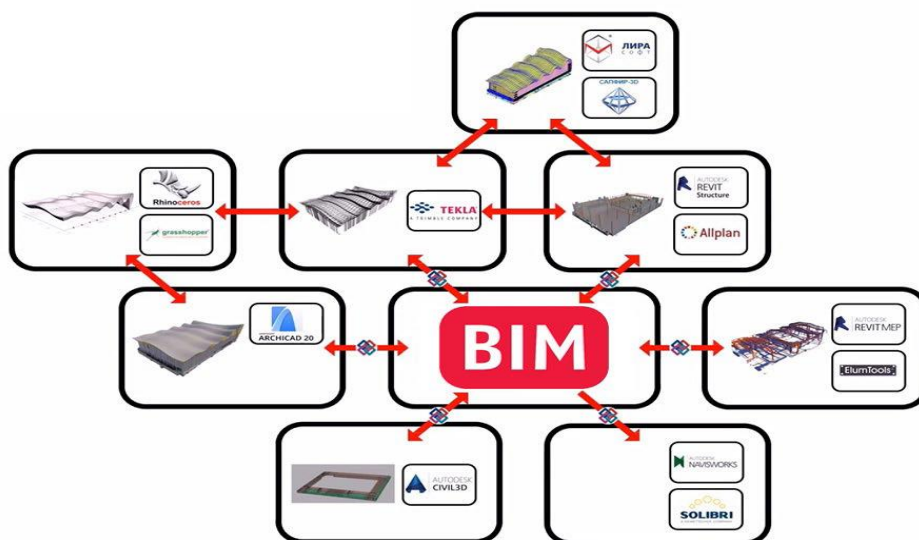 ЛИРА
СОФТ
САПФИР-3D
Rhinoceros
grasshopper
TEKLA
A TRIMBLE COMPANY
AUTODESK
REVIT
Structure
Allplan
ARCHICAD 20
BIM
AUTODESK
REVIT MEP
ElumTools
AUTODESK
CIVIL3D
AUTODESK
NAVISWORKS
SOLIBRI